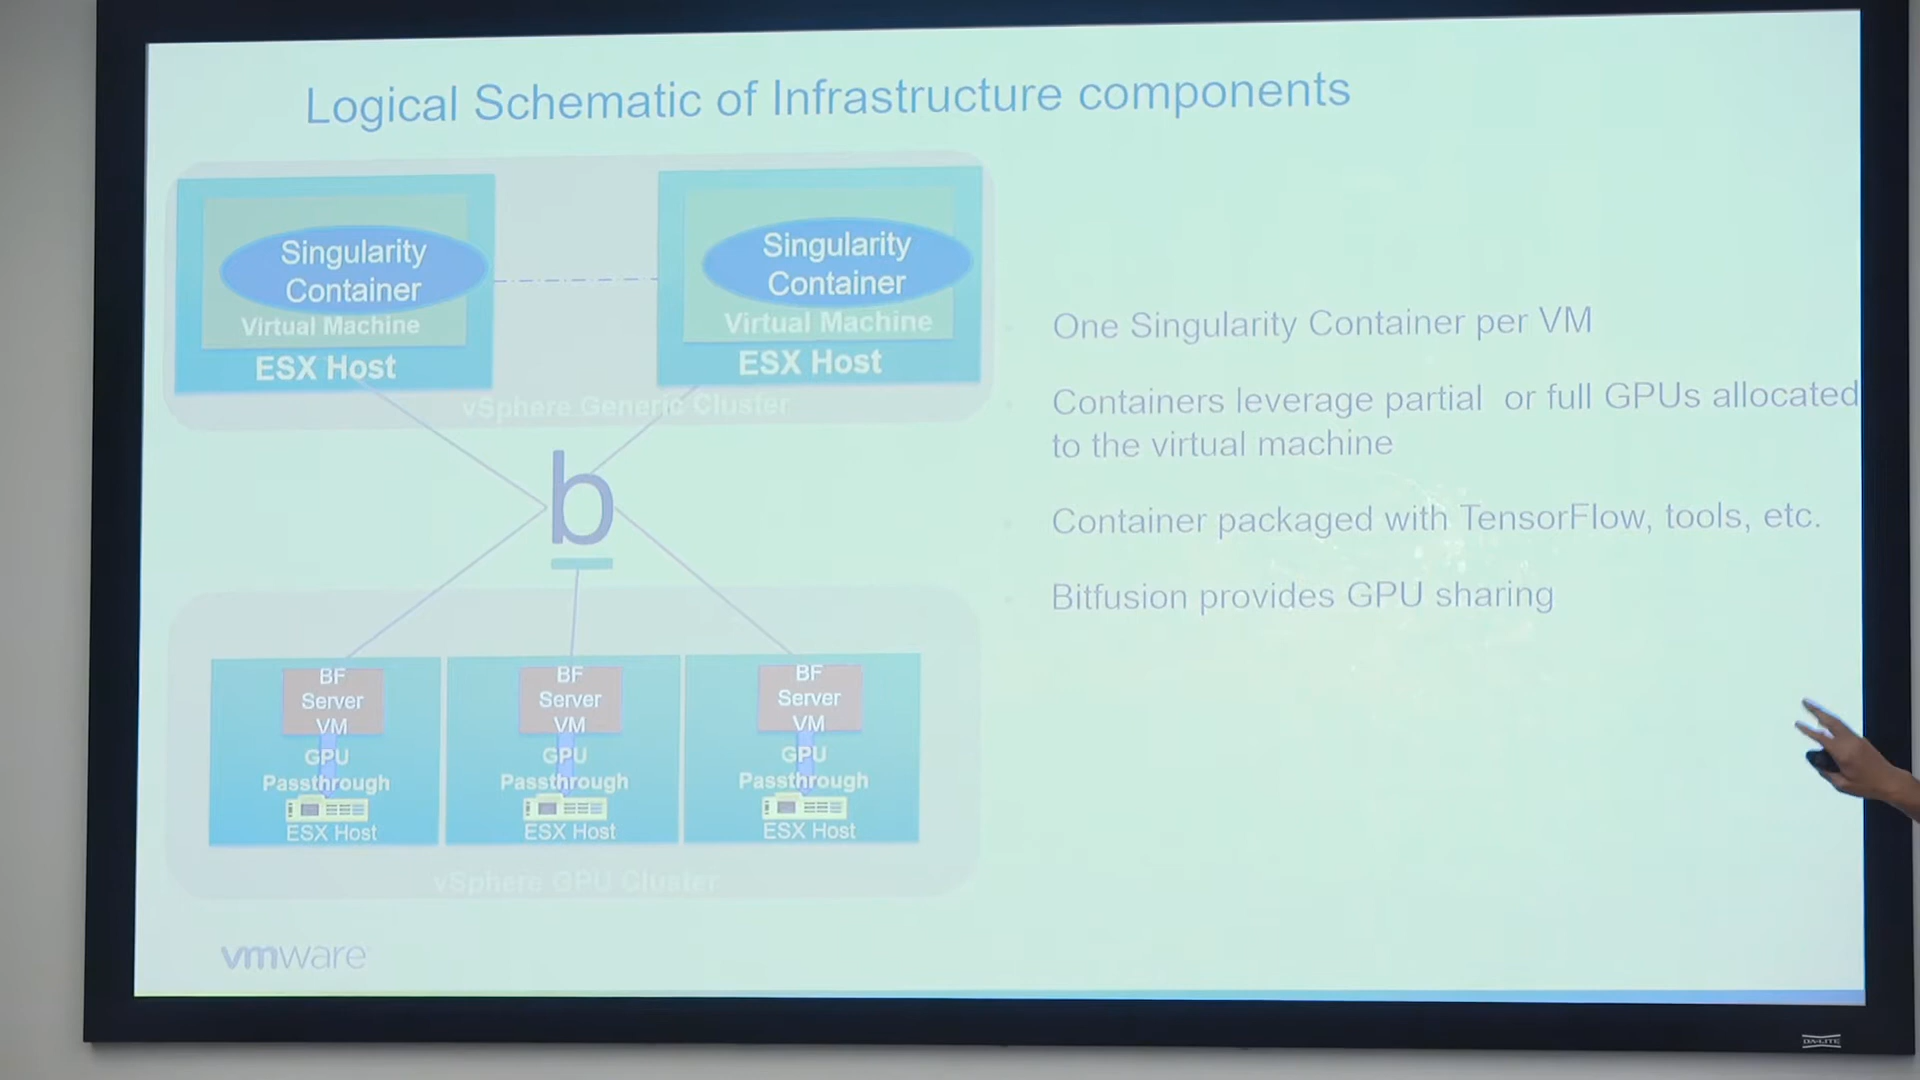 Logical Schematic of Infrastructure components
Singularity
Container
Virtual Machine
ESX Host
Singularity
Container
Virtual Machine
ESX Host
vSphere Generic Cluster
b
BF
Server
VM
GPU
Passthrough
ESX Host
BF
Server
VM
GPU
Passthrough
ESX Host
BF
Server
VM
GPU
Passthrough
ESX Host
vSphere GPU Cluster
One Singularity Container per VM
Containers leverage partial or full GPUs allocated
to the virtual machine
Container packaged with TensorFlow, tools, etc.
Bitfusion provides GPU sharing
vmware
DA-LITE